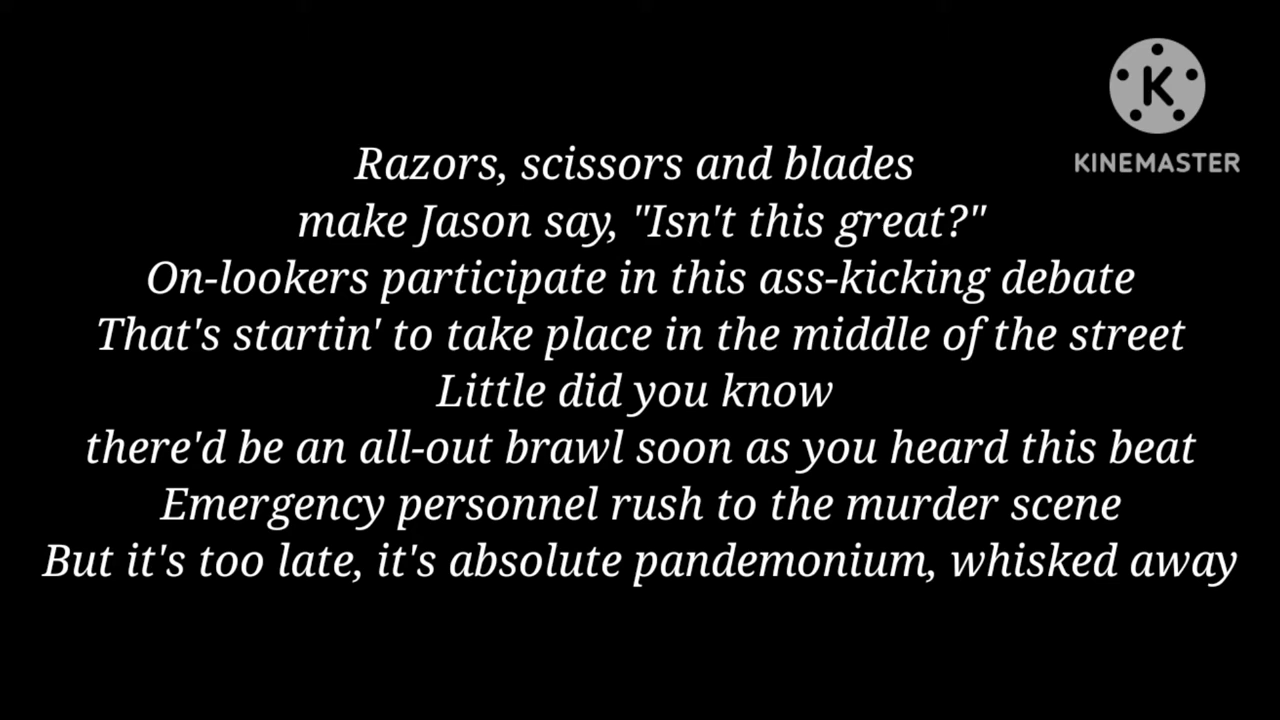 KINEMASTER
Razors, scissors and blades
make Jason say, "Isn't this great?"
On-lookers participate in this ass-kicking debate
That's startin' to take place in the middle of the street
Little did you know
there'd be an all-out brawl soon as you heard this beat
Emergency personnel rush to the murder scene
But it's too late, it's absolute pandemonium, whisked away